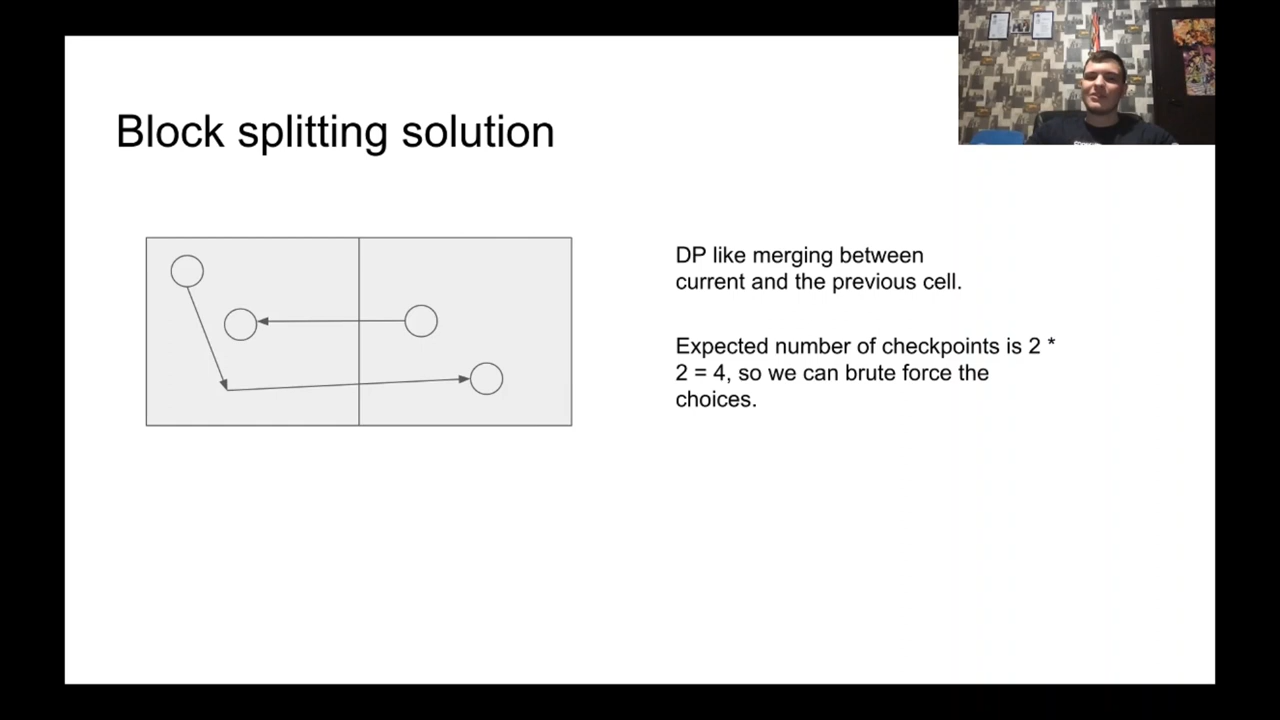 Block splitting solution
DP like merging between
current and the previous cell.
Expected number of checkpoints is 2 *
2 = 4, so we can brute force the
choices.